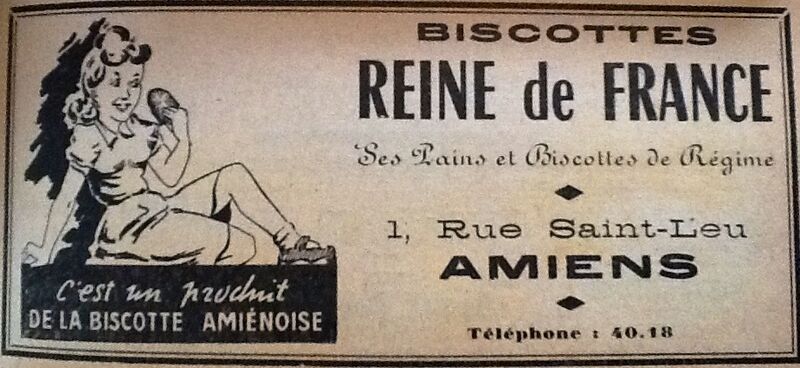 BISCOTTES
REINE de FRANCE
Ses Pains et Biscottes de Régime
1, Rue Saint-Leu
AMIENS
Téléphone : 40.18
C'est un produit
DE LA BISCOTTE AMIÉNOISE